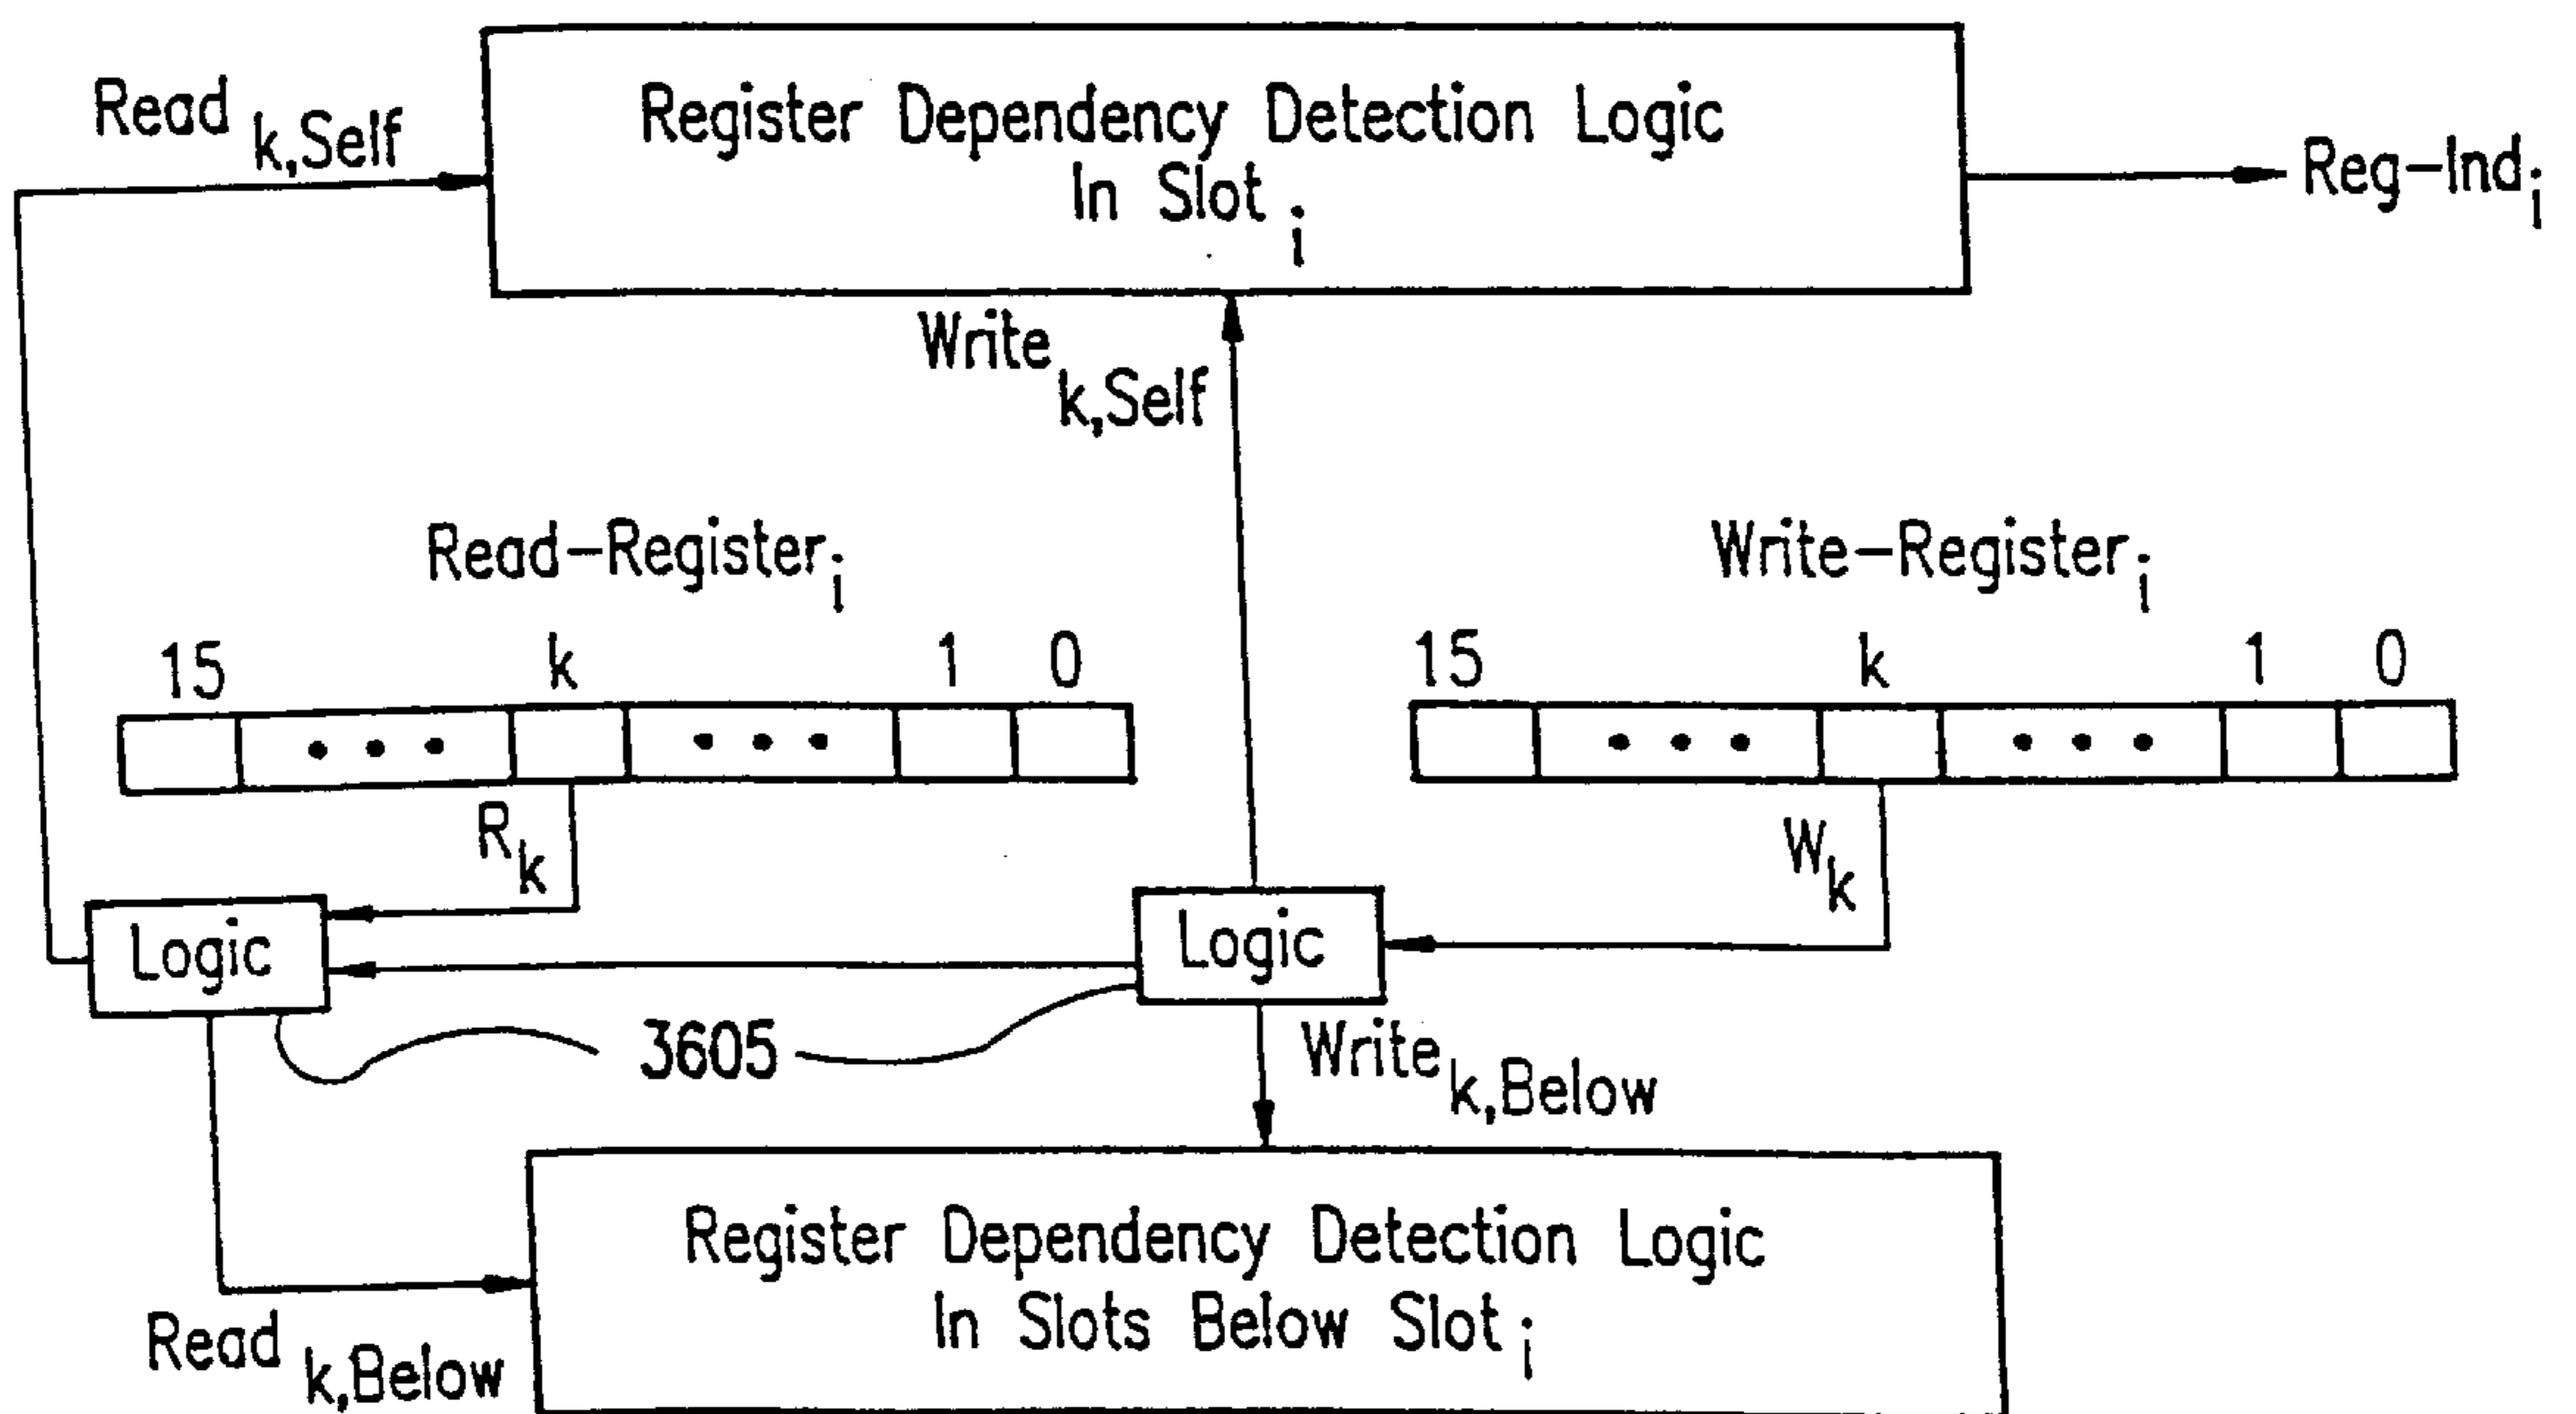 Read k,Self
Register Dependency Detection Logic
In Slot i
Reg-Ind i
Write k,Self
Read-Register i
Write-Register i
15 k 1 0
15 k 1 0
R k
W k
Logic
Logic
3605
Write k,Below
Register Dependency Detection Logic
In Slots Below Slot i
Read k,Below